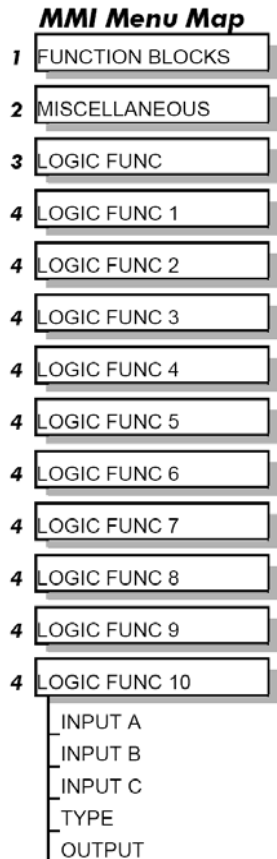 MMI Menu Map
1 FUNCTION BLOCKS
2 MISCELLANEOUS
3 LOGIC FUNC
4 LOGIC FUNC 1
4 LOGIC FUNC 2
4 LOGIC FUNC 3
4 LOGIC FUNC 4
4 LOGIC FUNC 5
4 LOGIC FUNC 6
4 LOGIC FUNC 7
4 LOGIC FUNC 8
4 LOGIC FUNC 9
4 LOGIC FUNC 10
INPUT A
INPUT B
INPUT C
TYPE
OUTPUT